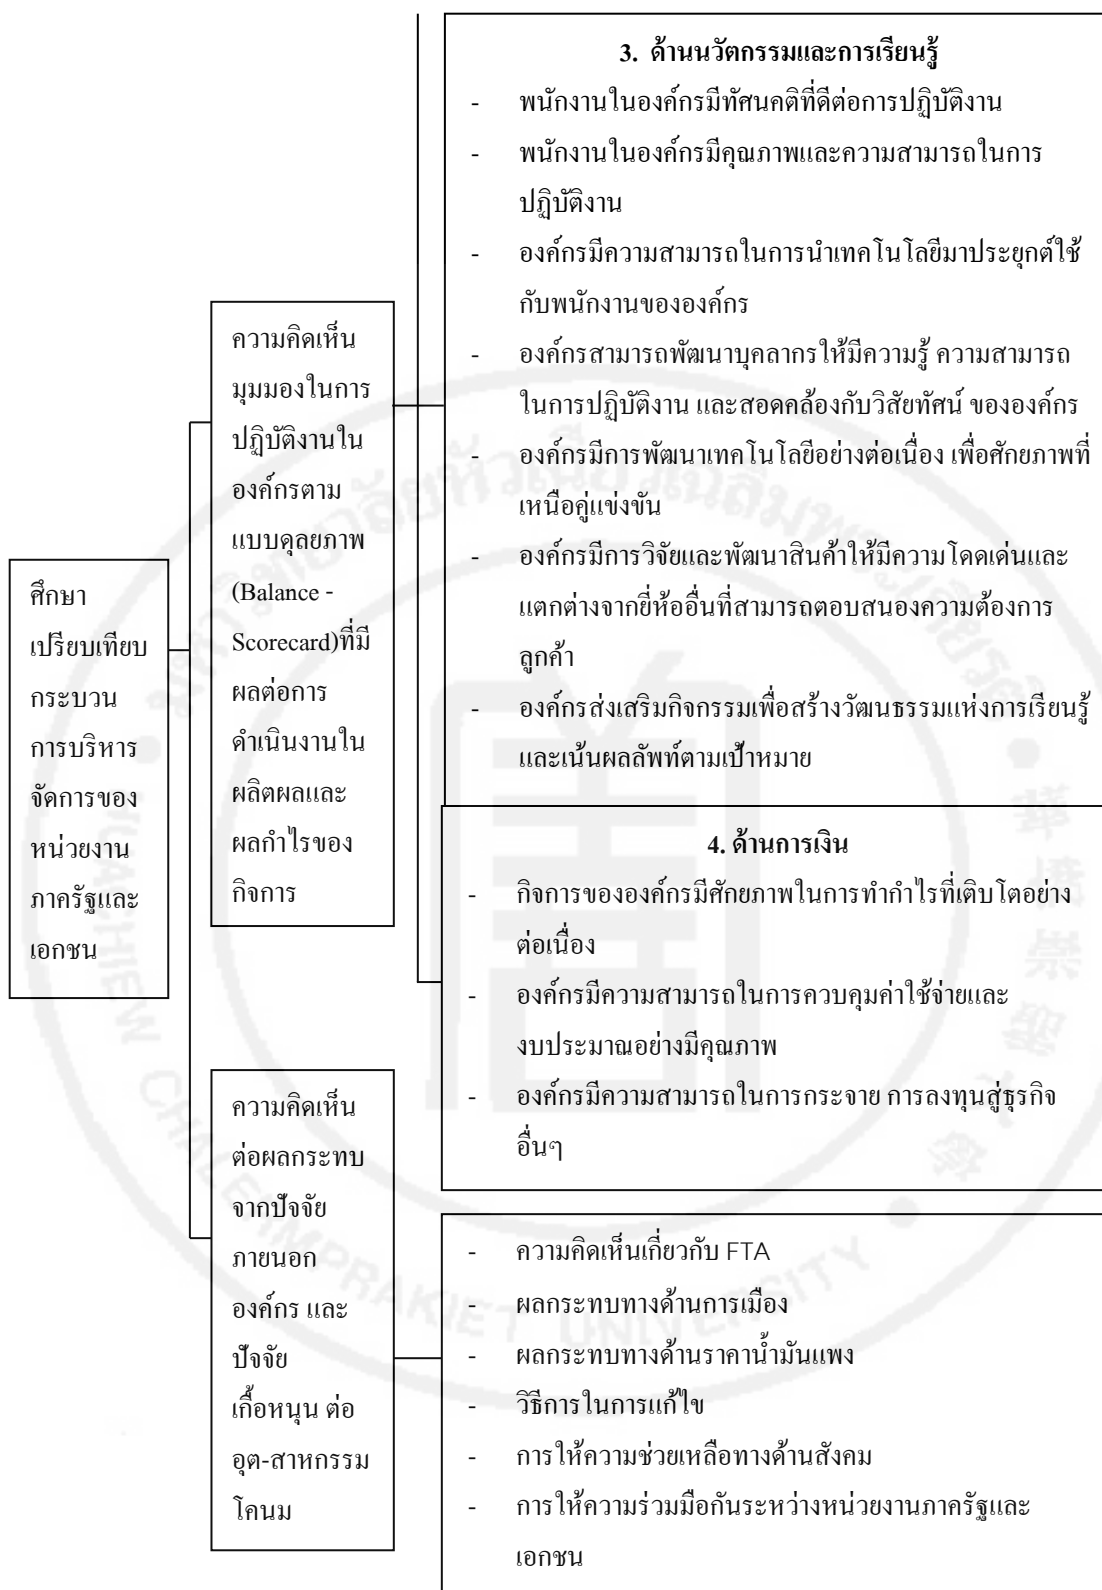 ศึกษา
เปรียบเทียบ
กระบวน
การบริหาร
จัดการของ
หน่วยงาน
ภาครัฐและ
เอกชน
ความคิดเห็น
มุมมองในการ
ปฏิบัติงานใน
องค์กรตาม
แบบดุลยภาพ
(Balance -
Scorecard)ที่มี
ผลต่อการ
ดำเนินงานใน
ผลิตผลและ
ผลกำไรของ
กิจการ
3. ด้านนวัตกรรมและการเรียนรู้
- พนักงานในองค์กรมีทัศนคติที่ดีต่อการปฏิบัติงาน
- พนักงานในองค์กรมีคุณภาพและความสามารถในการ
ปฏิบัติงาน
- องค์กรมีความสามารถในการนำเทคโนโลยีมาประยุกต์ใช้
กับพนักงานขององค์กร
- องค์กรสามารถพัฒนาบุคลากรให้มีความรู้ ความสามารถ
ในการปฏิบัติงาน และสอดคล้องกับวิสัยทัศน์ ขององค์กร
- องค์กรมีการพัฒนาเทคโนโลยีอย่างต่อเนื่อง เพื่อศักยภาพที่
เหนือคู่แข่งขัน
- องค์กรมีการวิจัยและพัฒนาสินค้าให้มีความโดดเด่นและ
แตกต่างจากยี่ห้ออื่นที่สามารถตอบสนองความต้องการ
ลูกค้า
- องค์กรส่งเสริมกิจกรรมเพื่อสร้างวัฒนธรรมแห่งการเรียนรู้
และเน้นผลลัพท์ตามเป้าหมาย
4. ด้านการเงิน
- กิจการขององค์กรมีศักยภาพในการทำกำไรที่เติบโตอย่าง
ต่อเนื่อง
- องค์กรมีความสามารถในการควบคุมค่าใช้จ่ายและ
งบประมาณอย่างมีคุณภาพ
- องค์กรมีความสามารถในการกระจาย การลงทุนสู่ธุรกิจ
อื่นๆ
ความคิดเห็น
ต่อผลกระทบ
จากปัจจัย
ภายนอก
องค์กร และ
ปัจจัย
เกื้อหนุน ต่อ
อุต-สาหกรรม
โคนม
- ความคิดเห็นเกี่ยวกับ FTA
- ผลกระทบทางด้านการเมือง
- ผลกระทบทางด้านราคาน้ำมันแพง
- วิธีการในการแก้ไข
- การให้ความช่วยเหลือทางด้านสังคม
- การให้ความร่วมมือกันระหว่างหน่วยงานภาครัฐและ
เอกชน
มหาวิทยาลัยหัวเฉียวเฉลิมพระเกียรติ
HUACHIEW CHALERMPRAKIET UNIVERSITY